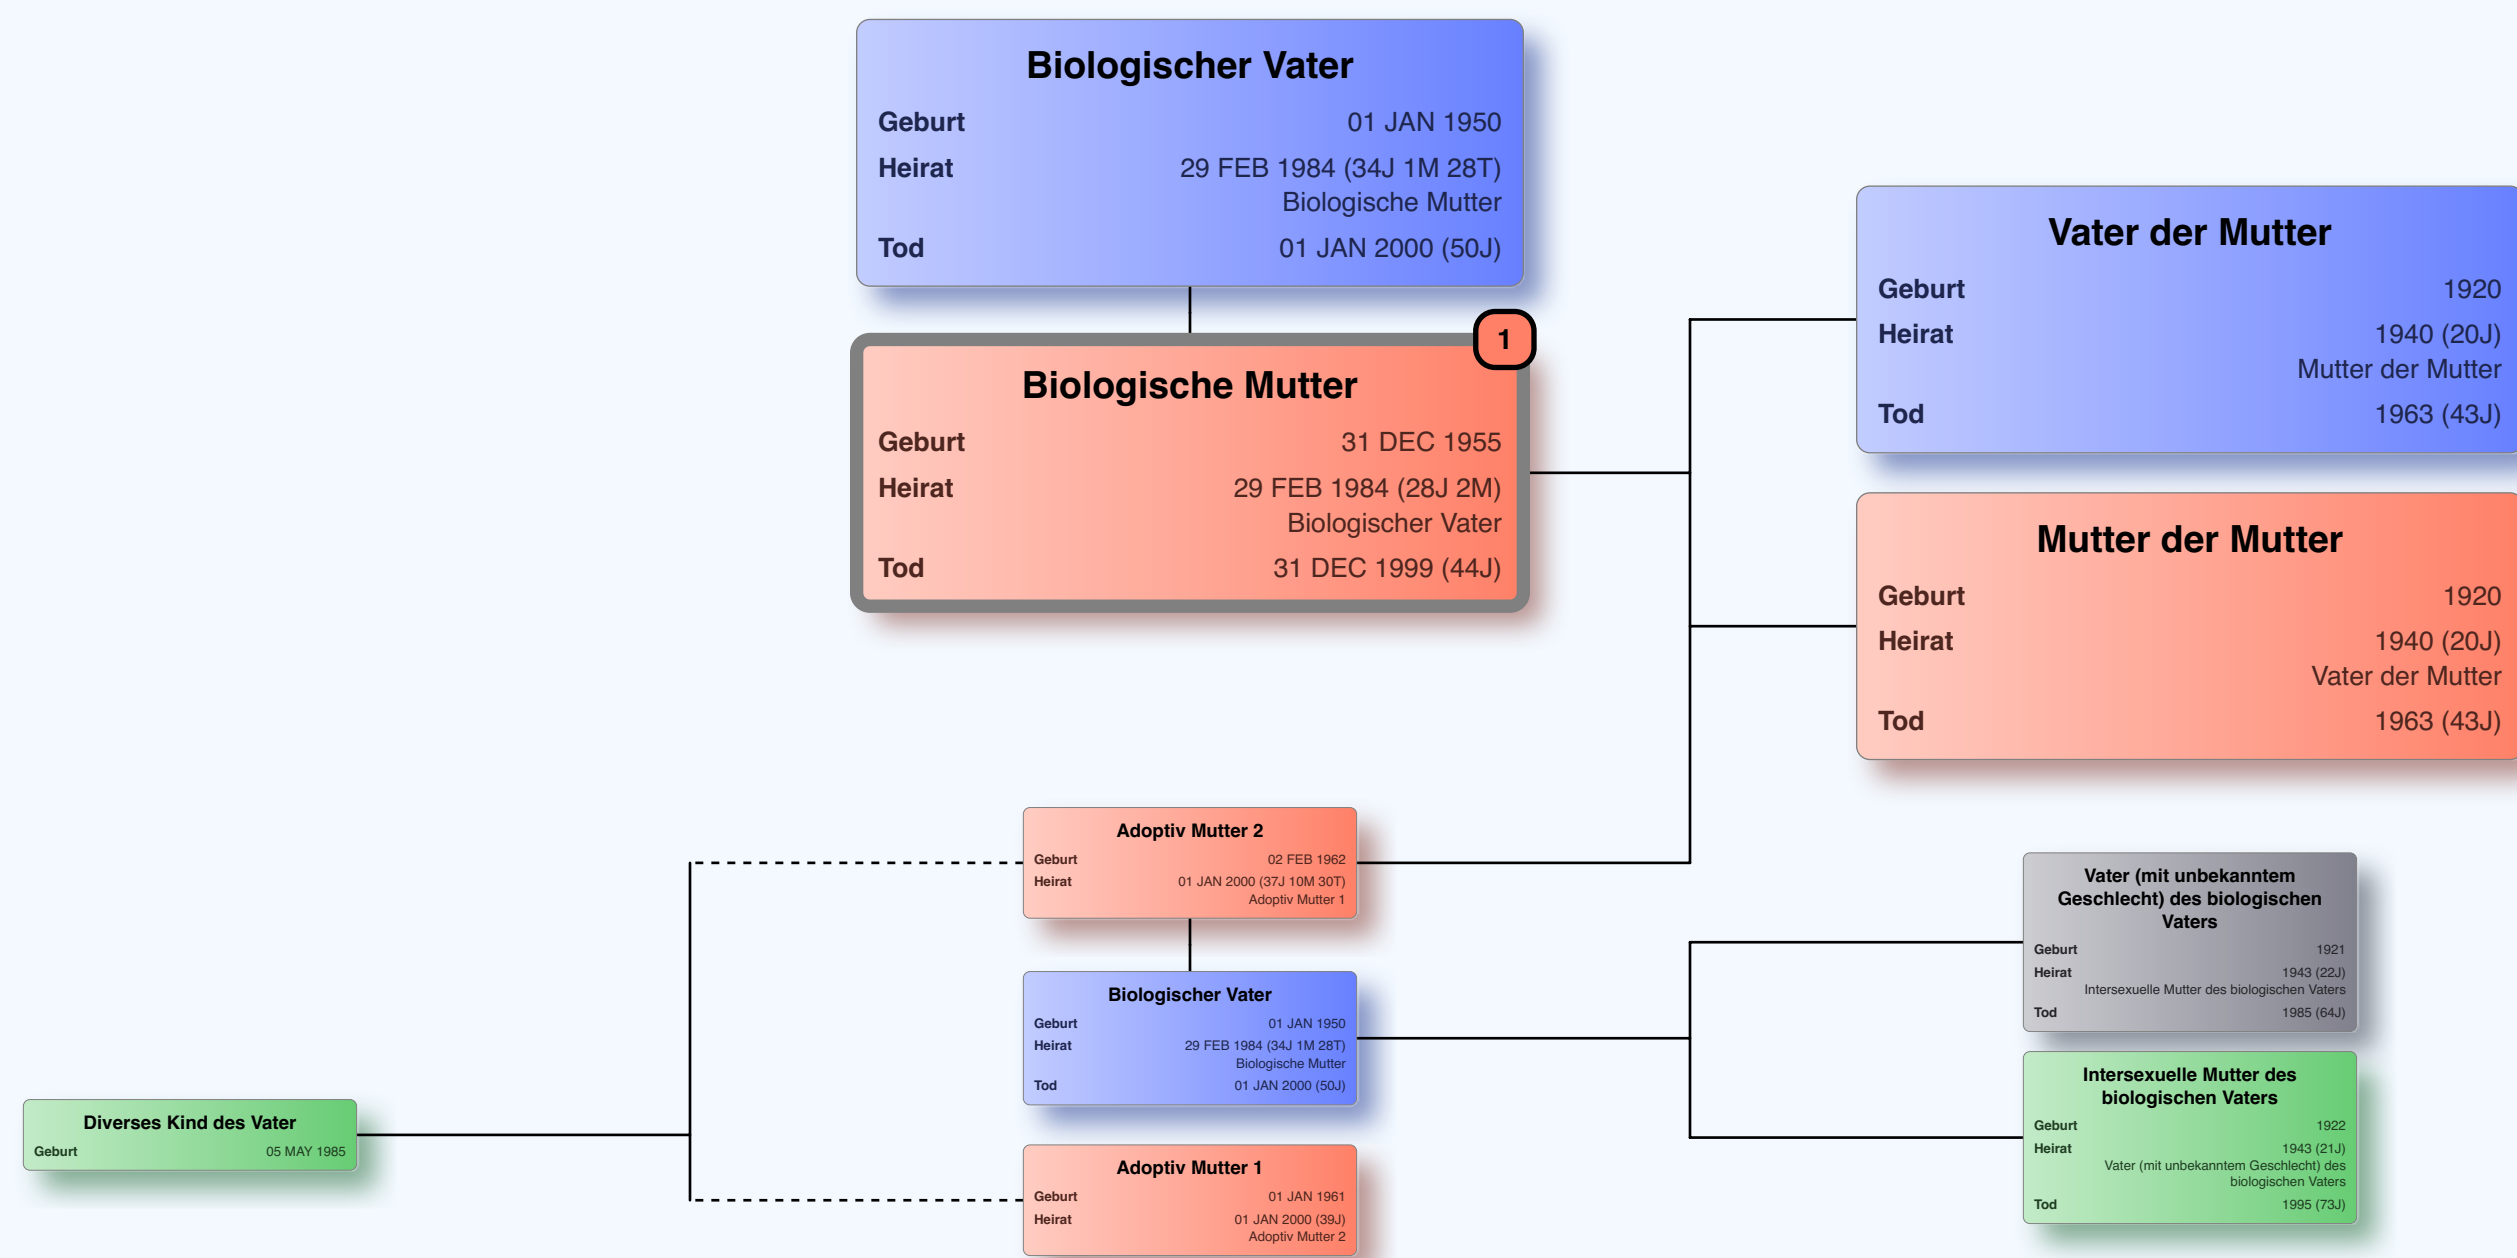 Biologischer Vater
Geburt 01 JAN 1950
Heirat 29 FEB 1984 (34J 1M 28T)
Biologische Mutter
Tod 01 JAN 2000 (50J)
1
Biologische Mutter
Geburt 31 DEC 1955
Heirat 29 FEB 1984 (28J 2M)
Biologischer Vater
Tod 31 DEC 1999 (44J)
Vater der Mutter
Geburt 1920
Heirat 1940 (20J)
Mutter der Mutter
Tod 1963 (43J)
Mutter der Mutter
Geburt 1920
Heirat 1940 (20J)
Vater der Mutter
Tod 1963 (43J)
Adoptiv Mutter 2
Geburt 02 FEB 1962
Heirat 01 JAN 2000 (37J 10M 30T)
Adoptiv Mutter 1
Biologischer Vater
Geburt 01 JAN 1950
Heirat 29 FEB 1984 (34J 1M 28T)
Biologische Mutter
Tod 01 JAN 2000 (50J)
Adoptiv Mutter 1
Geburt 01 JAN 1961
Heirat 01 JAN 2000 (39J)
Adoptiv Mutter 2
Diverses Kind des Vater
Geburt 05 MAY 1985
Vater (mit unbekanntem
Geschlecht) des biologischen
Vaters
Geburt 1921
Heirat 1943 (22J)
Intersexuelle Mutter des biologischen Vaters
Tod 1985 (64J)
Intersexuelle Mutter des
biologischen Vaters
Geburt 1922
Heirat 1943 (21J)
Vater (mit unbekanntem Geschlecht) des
biologischen Vaters
Tod 1995 (73J)